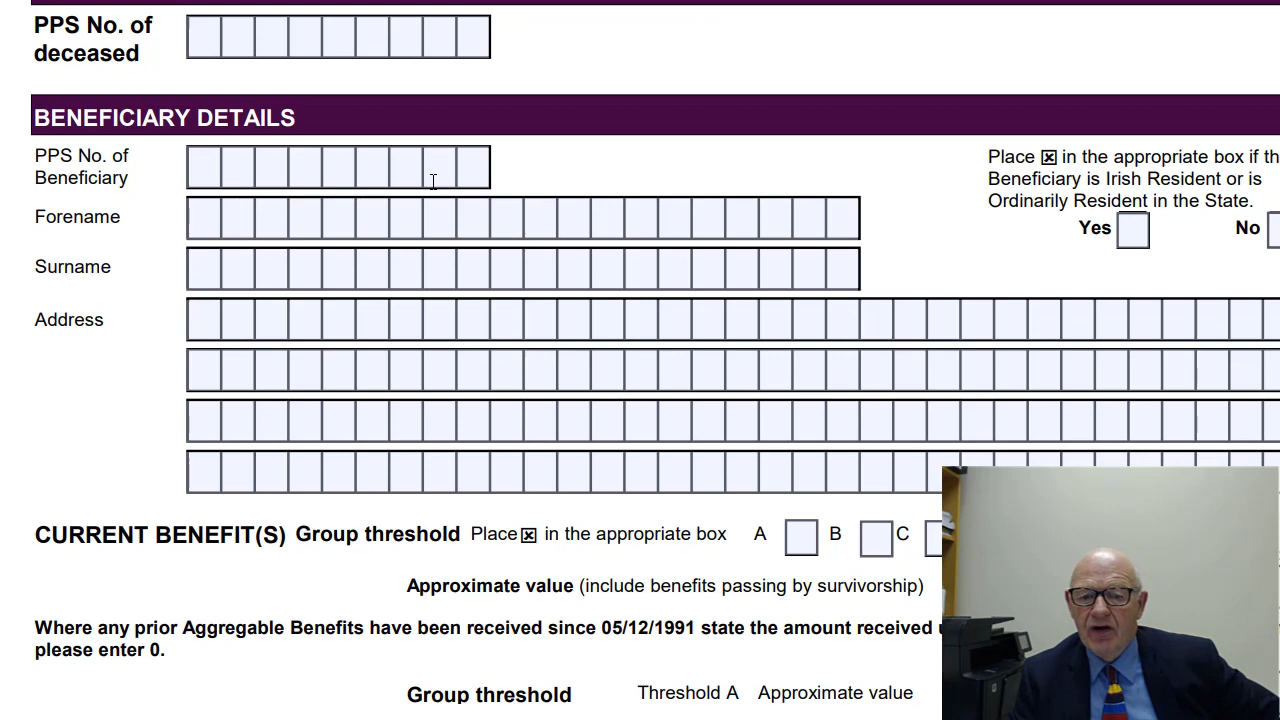 PPS No. of
deceased
BENEFICIARY DETAILS
PPS No. of
Beneficiary
Place ☒ in the appropriate box if th
Beneficiary is Irish Resident or is
Ordinarily Resident in the State.
Yes No
Forename
Surname
Address
CURRENT BENEFIT(S) Group threshold Place ☒ in the appropriate box A B C
Approximate value (include benefits passing by survivorship)
Where any prior Aggregable Benefits have been received since 05/12/1991 state the amount received
please enter 0.
Group threshold Threshold A Approximate value